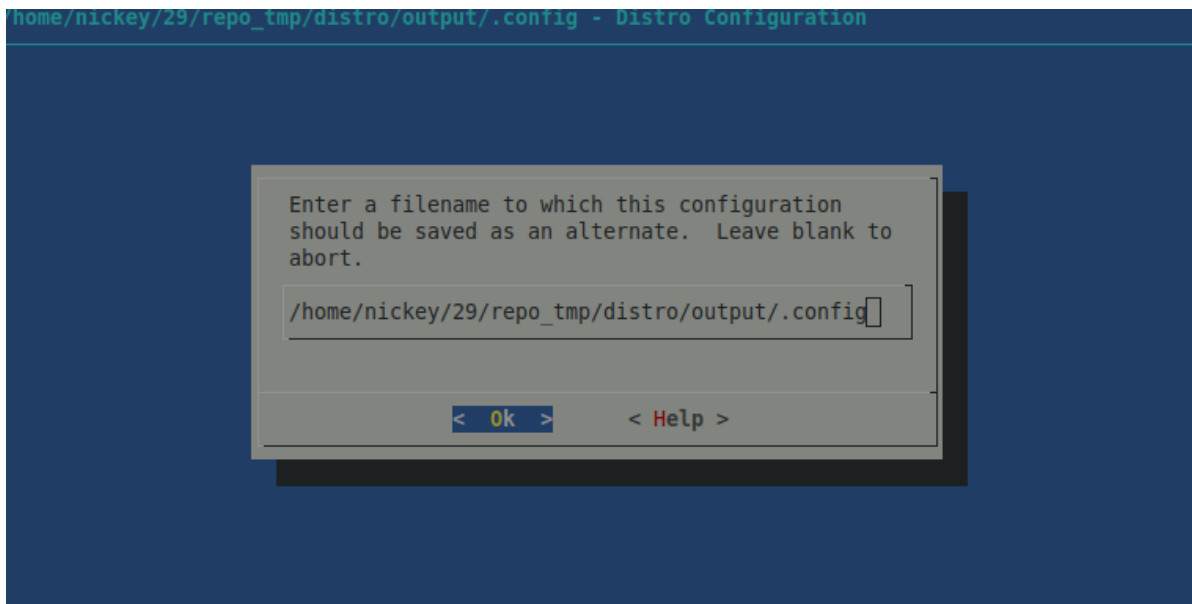 /home/nickey/29/repo_tmp/distro/output/.config - Distro Configuration
Enter a filename to which this configuration
should be saved as an alternate.  Leave blank to
abort.
/home/nickey/29/repo_tmp/distro/output/.config
<  Ok  > < Help >